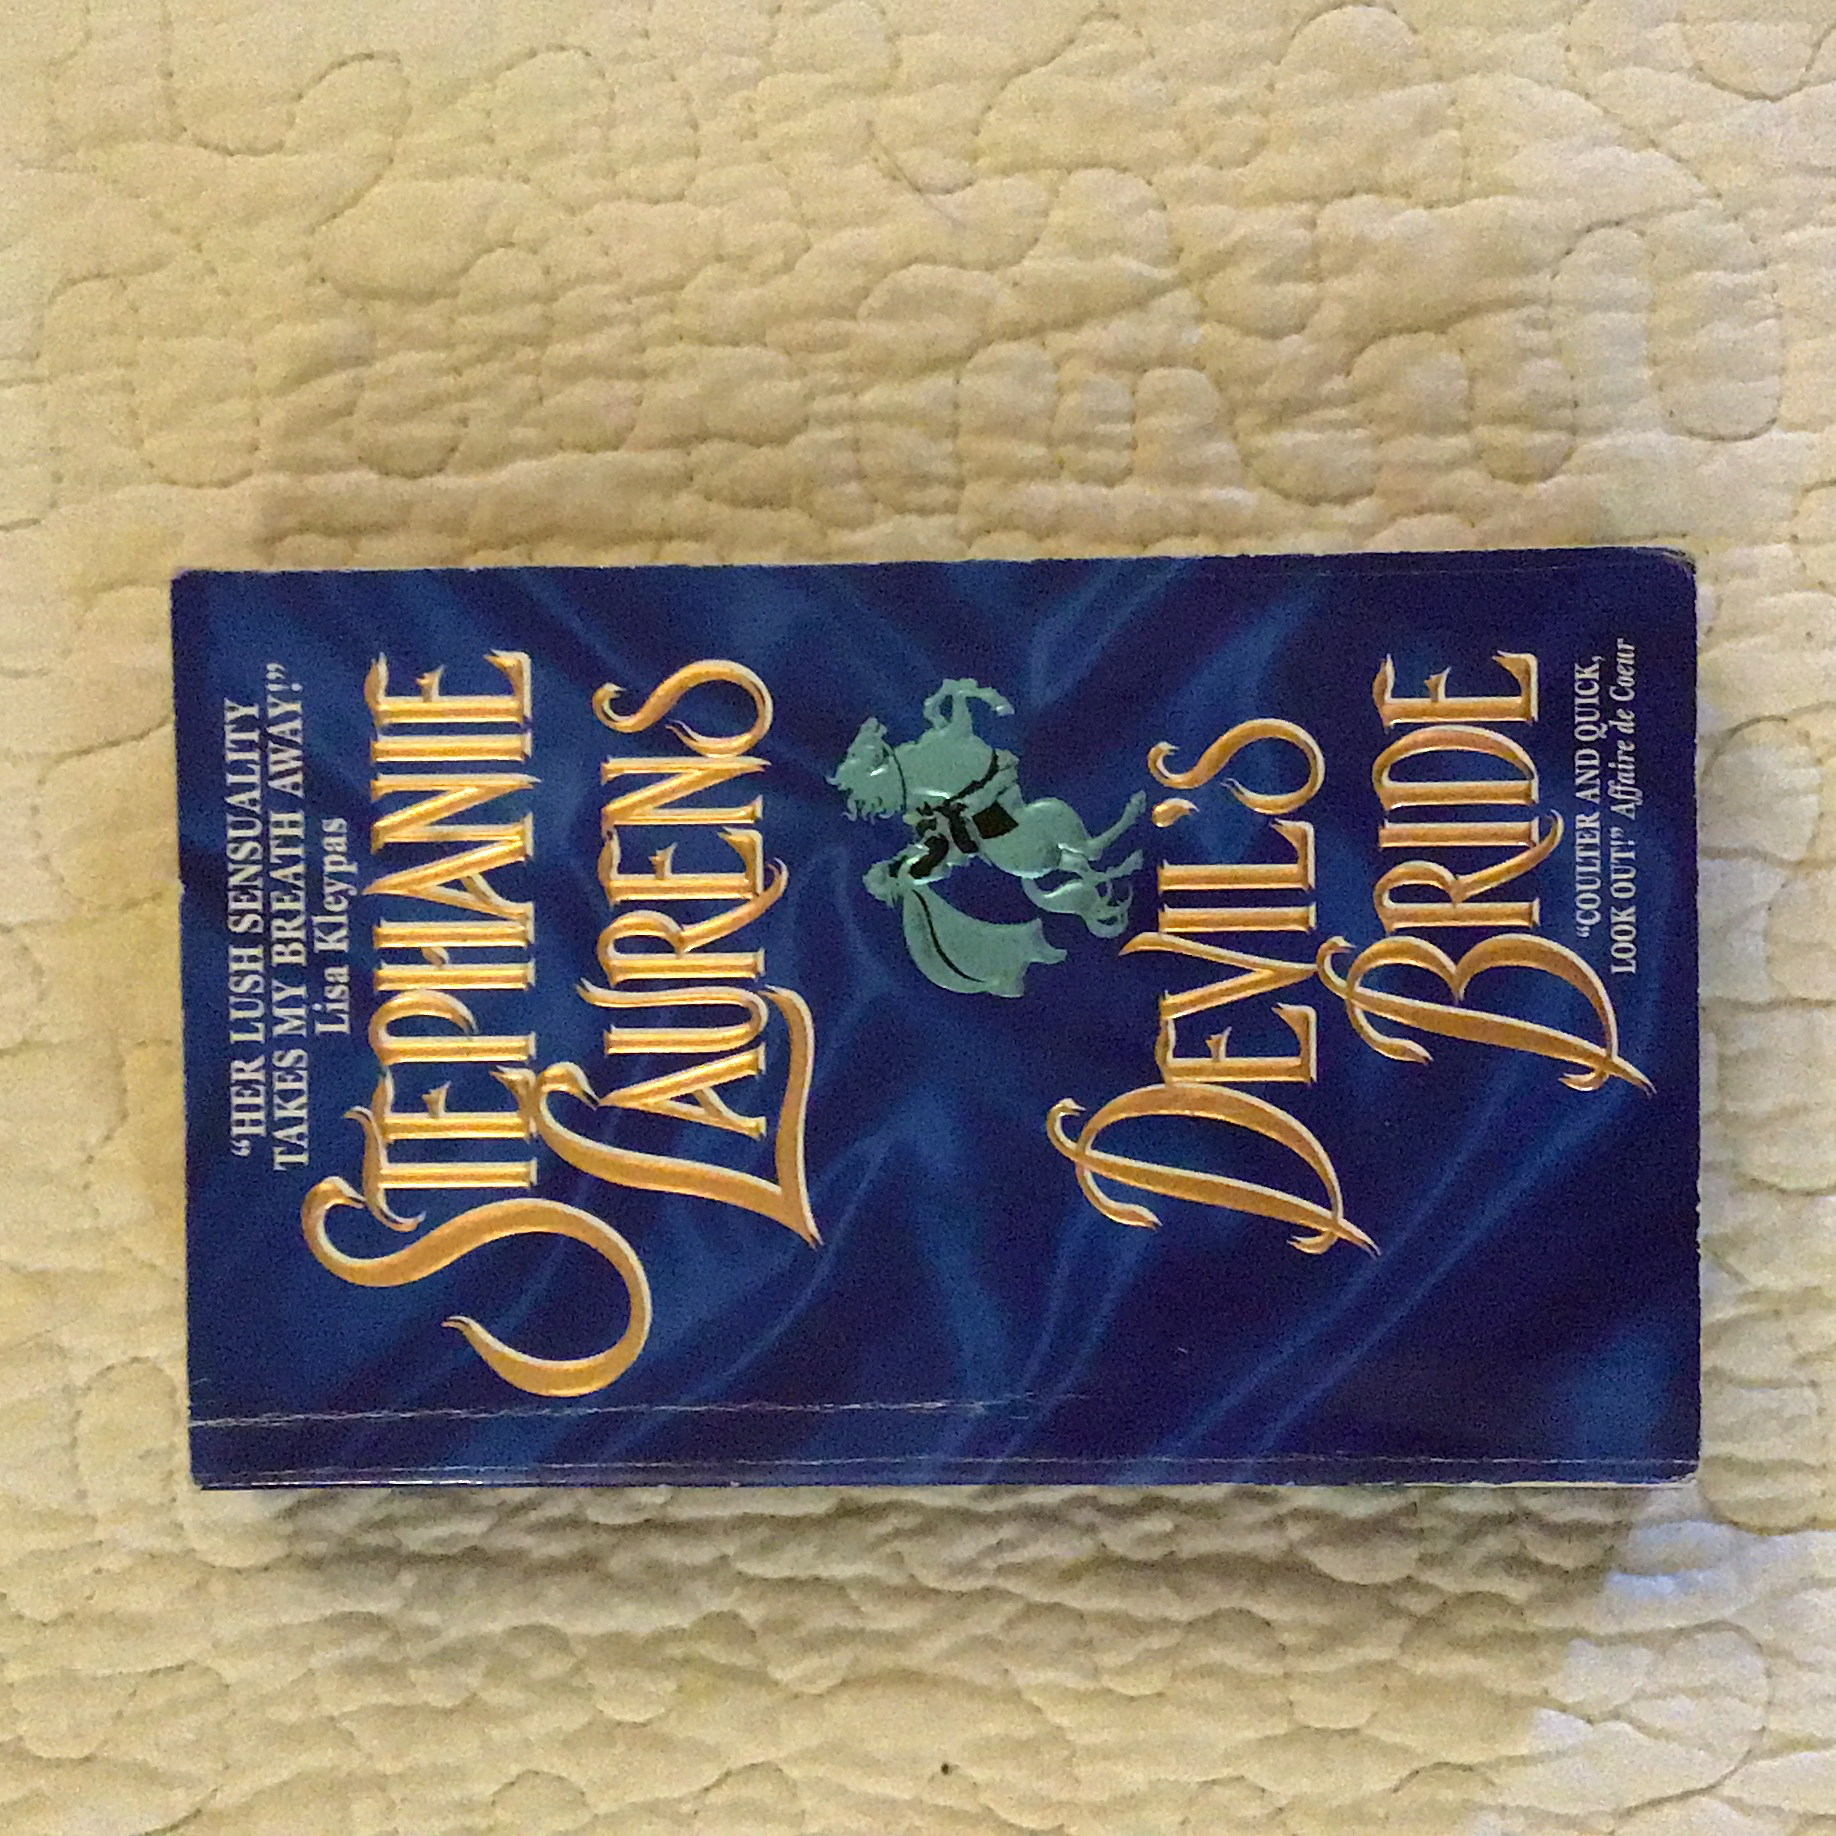 “HER LUSH SENSUALITY
TAKES MY BREATH AWAY!”
Lisa Kleypas
STEPHANIE
LAURENS
DEVIL'S
BRIDE
“COULTER AND QUICK,
LOOK OUT!” Affaire de Coeur